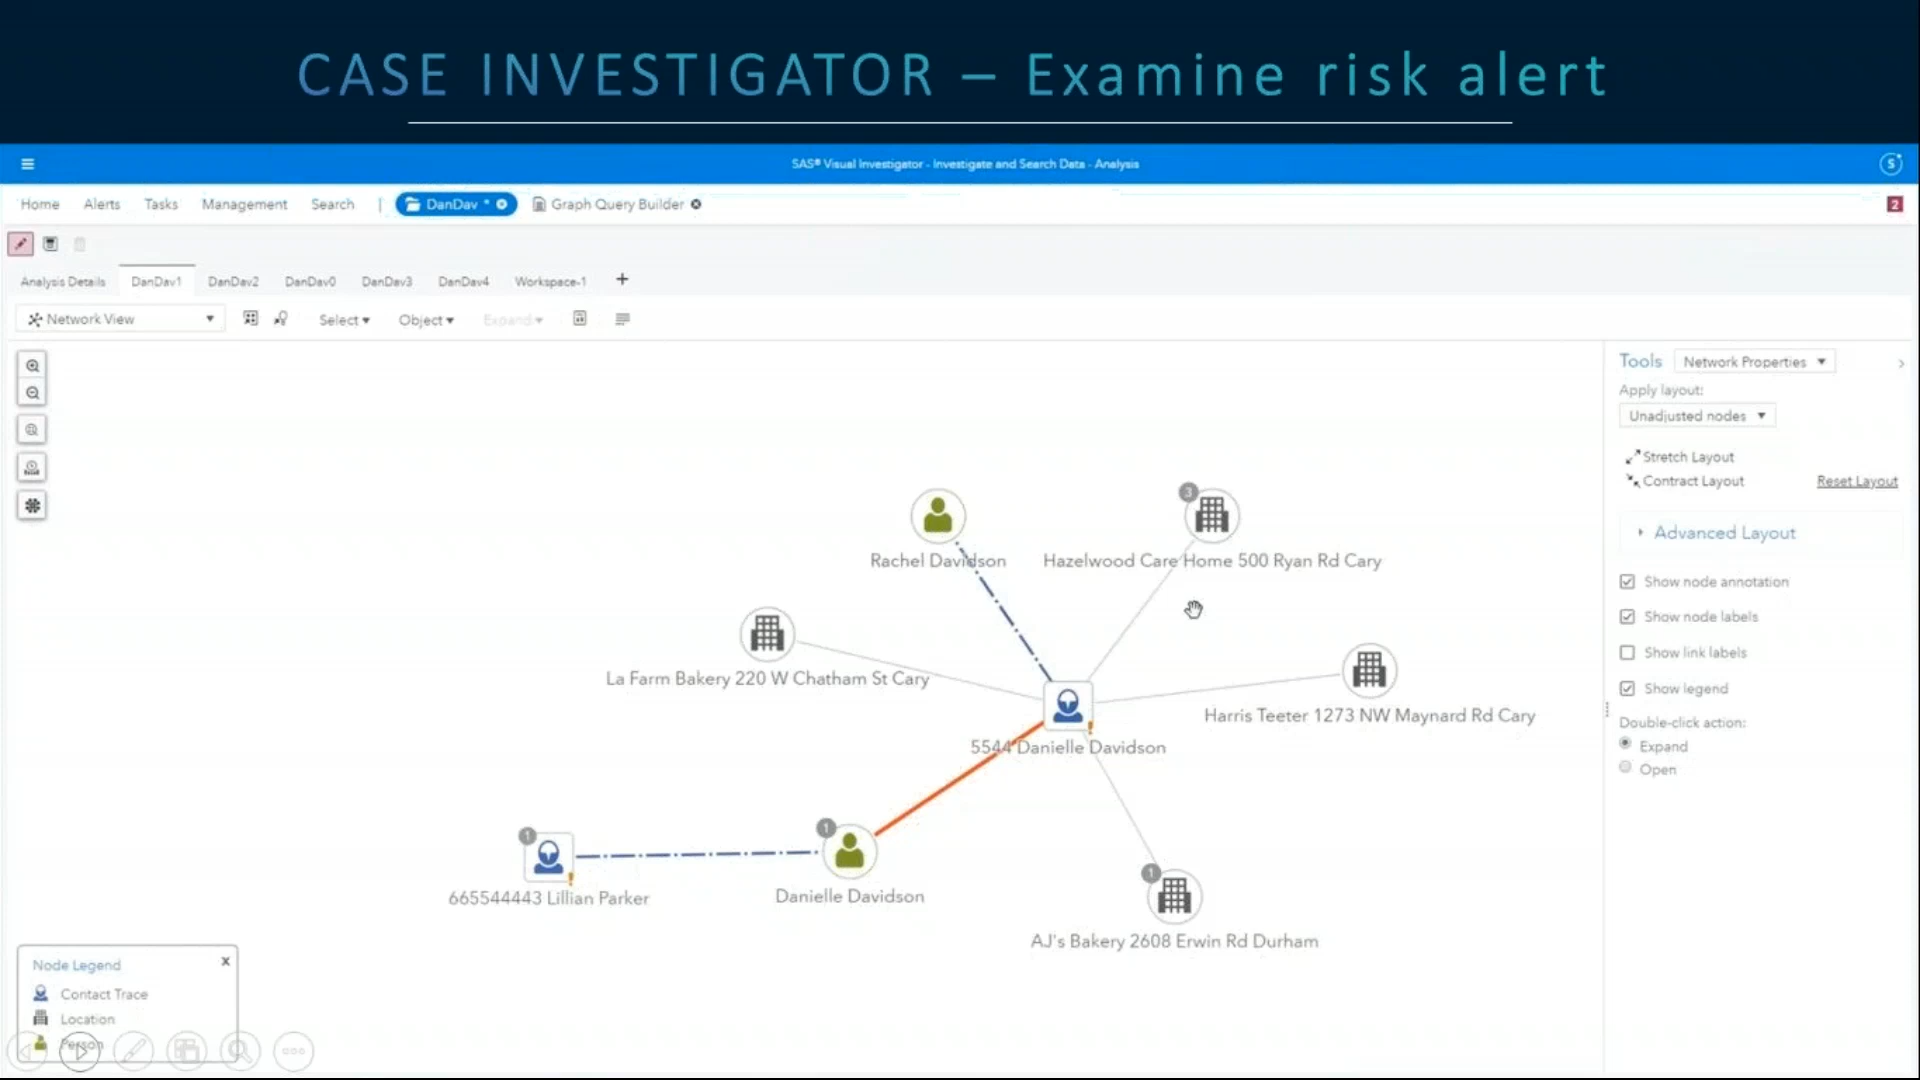 CASE INVESTIGATOR – Examine risk alert
SAS® Visual Investigator - Investigate and Search Data - Analysis
S
Home Alerts Tasks Management Search | DanDav * Graph Query Builder 2
Analysis Details DanDav1 DanDav2 DanDav0 DanDav3 DanDav4 Workspace-1 +
Network View Select Object Expand
Tools Network Properties
Apply layout:
Unadjusted nodes
Stretch Layout
Contract Layout Reset Layout
Advanced Layout
Show node annotation
Show node labels
Show link labels
Show legend
Double-click action:
Expand
Open
3
Rachel Davidson
Hazelwood Care Home 500 Ryan Rd Cary
La Farm Bakery 220 W Chatham St Cary
Harris Teeter 1273 NW Maynard Rd Cary
5544 Danielle Davidson
1
1
665544443 Lillian Parker
Danielle Davidson
1
AJ's Bakery 2608 Erwin Rd Durham
Node Legend x
Contact Trace
Location
Person